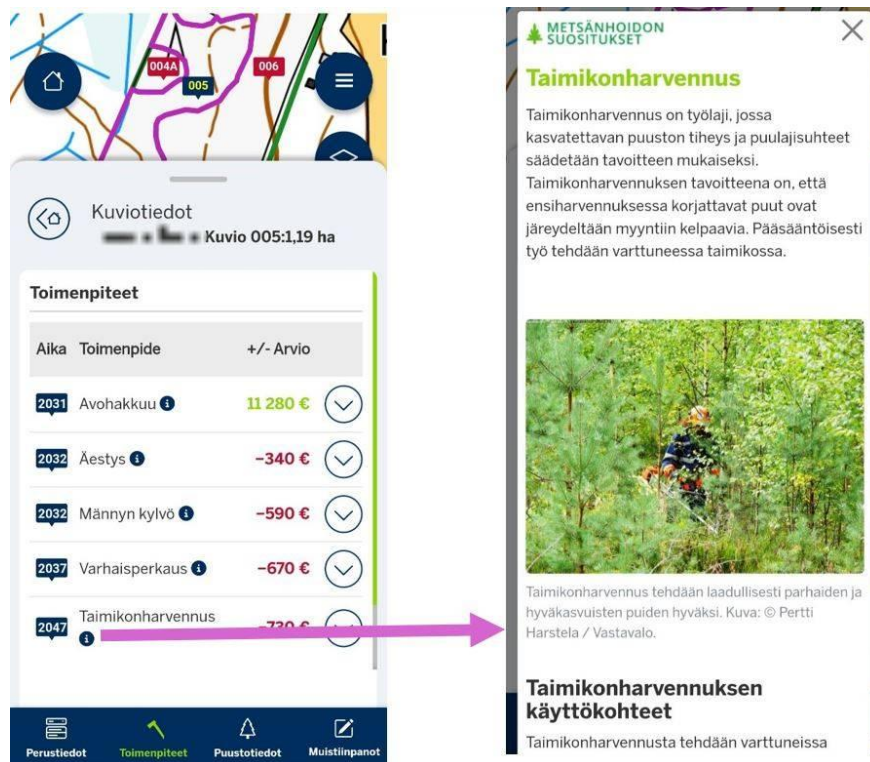 004A
006
005
Kuviotiedot
Kuvio 005:1,19 ha
Toimenpiteet
Aika Toimenpide +/- Arvio
2031 Avohakkuu i 11 280 €
2032 Äestys i −340 €
2032 Männyn kylvö i −590 €
2037 Varhaisperkaus i −670 €
Taimikonharvennus
2047 i −730 €
Perustiedot Toimenpiteet Puustotiedot Muistiinpanot
METSÄNHOIDON
SUOSITUKSET
Taimikonharvennus
Taimikonharvennus on työlaji, jossa
kasvatettavan puuston tiheys ja puulajisuhteet
säädetään tavoitteen mukaiseksi.
Taimikonharvennuksen tavoitteena on, että
ensiharvennuksessa korjattavat puut ovat
järeydeltään myyntiin kelpaavia. Pääsääntöisesti
työ tehdään varttuneessa taimikossa.
Taimikonharvennus tehdään laadullisesti parhaiden ja
hyväkasvuisten puiden hyväksi. Kuva: © Pertti
Harstela / Vastavalo.
Taimikonharvennuksen
käyttökohteet
Taimikonharvennusta tehdään varttuneissa